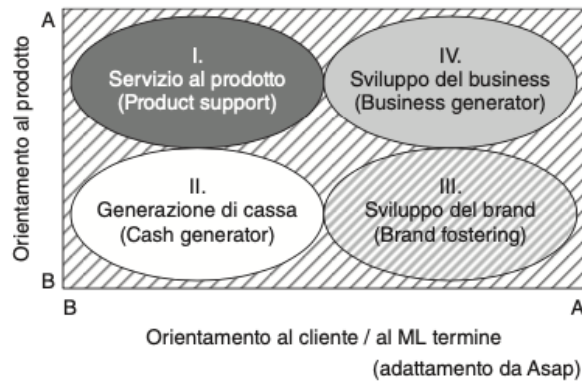 A
Orientamento al prodotto
I.
Servizio al prodotto
(Product support)
IV.
Sviluppo del business
(Business generator)
II.
Generazione di cassa
(Cash generator)
III.
Sviluppo del brand
(Brand fostering)
B
B
A
Orientamento al cliente / al ML termine
(adattamento da Asap)